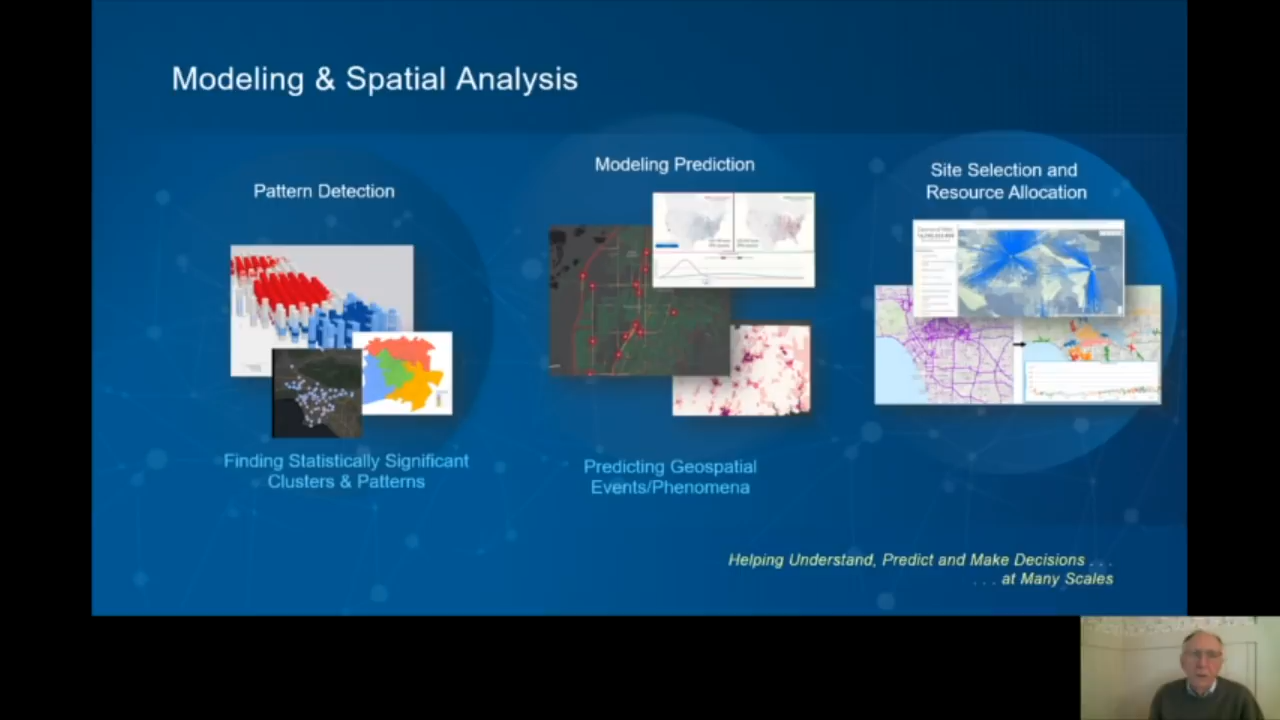 Modeling & Spatial Analysis
Pattern Detection
Finding Statistically Significant
Clusters & Patterns
Modeling Prediction
Predicting Geospatial
Events/Phenomena
Site Selection and
Resource Allocation
Helping Understand, Predict and Make Decisions . . .
. . . at Many Scales